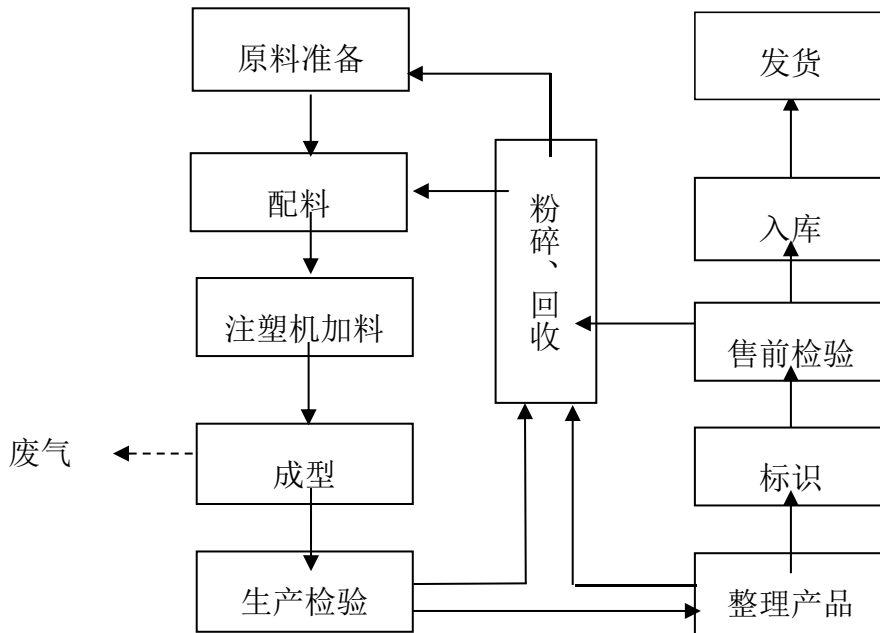 原料准备
发货
配料
粉碎、回收
入库
注塑机加料
售前检验
废气
成型
标识
生产检验
整理产品